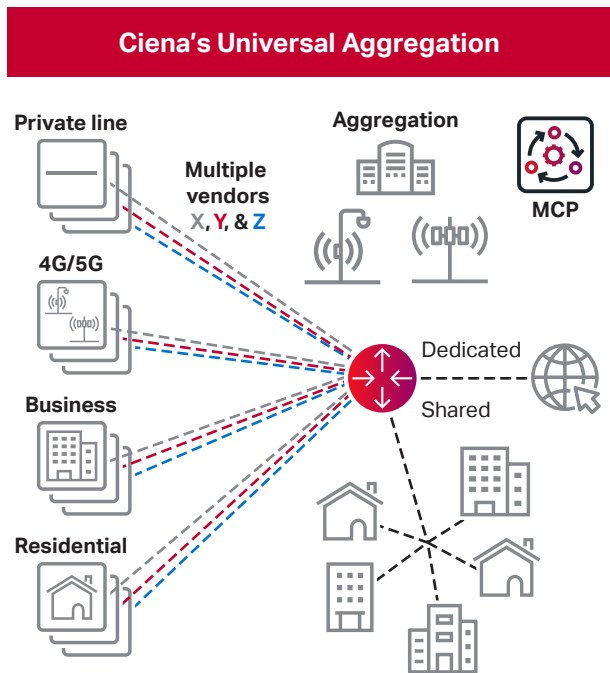 Ciena's Universal Aggregation
Private line
Multiple
vendors
X, Y, & Z
Aggregation
MCP
4G/5G
Dedicated
Shared
Business
Residential